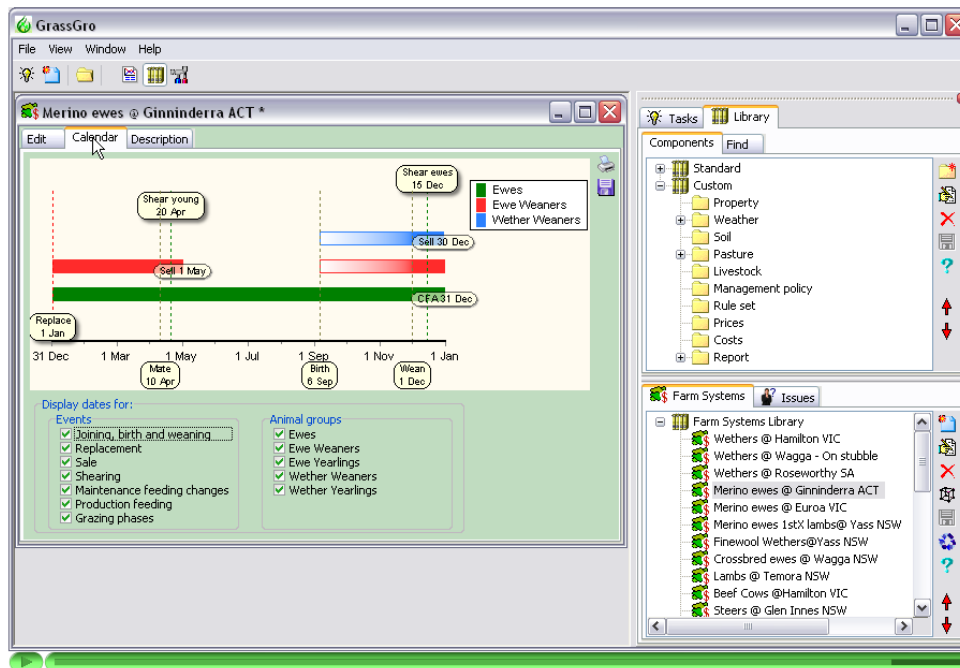 GrassGro
File View Window Help
Merino ewes @ Ginninderra ACT *
Edit Calendar Description
Shear ewes
15 Dec
Shear young
20 Apr
Ewes
Ewe Weaners
Wether Weaners
Sell 30 Dec
Sell 1 May
CFA 31 Dec
Replace
1 Jan
31 Dec 1 Mar 1 May 1 Jul 1 Sep 1 Nov 1 Jan
Mate
10 Apr
Birth
6 Sep
Wean
1 Dec
Display dates for:
Events
Joining, birth and weaning
Replacement
Sale
Shearing
Maintenance feeding changes
Production feeding
Grazing phases
Animal groups
Ewes
Ewe Weaners
Ewe Yearlings
Wether Weaners
Wether Yearlings
Tasks Library
Components Find
Standard
Custom
Property
Weather
Soil
Pasture
Livestock
Management policy
Rule set
Prices
Costs
Report
Farm Systems Issues
Farm Systems Library
Wethers @ Hamilton VIC
Wethers @ Wagga - On stubble
Wethers @ Roseworthy SA
Merino ewes @ Ginninderra ACT
Merino ewes @ Euroa VIC
Merino ewes 1stX lambs@ Yass NSW
Finewool Wethers@Yass NSW
Crossbred ewes @ Wagga NSW
Lambs @ Temora NSW
Beef Cows @Hamilton VIC
Steers @ Glen Innes NSW